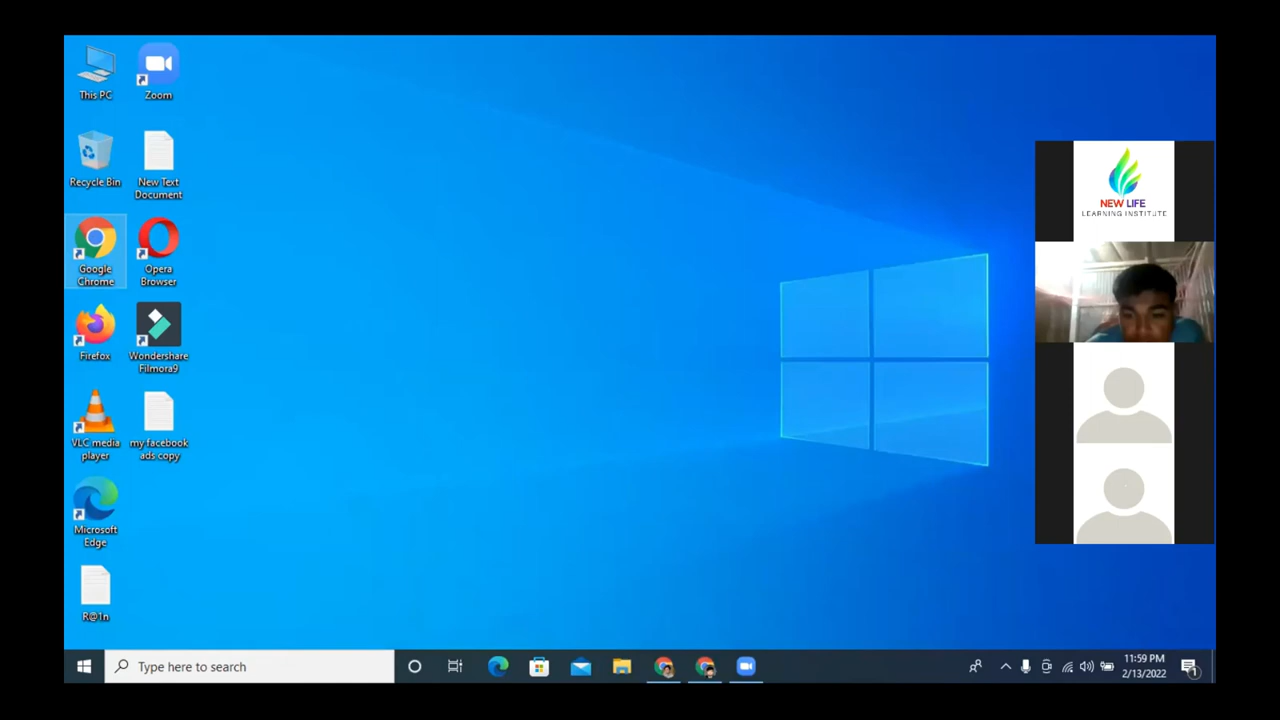 This PC
Zoom
Recycle Bin
New Text
Document
Google
Chrome
Opera
Browser
Firefox
Wondershare
Filmora9
VLC media
player
my facebook
ads copy
Microsoft
Edge
R@1n
NEW LIFE
LEARNING INSTITUTE
Type here to search
11:59 PM
2/13/2022
1